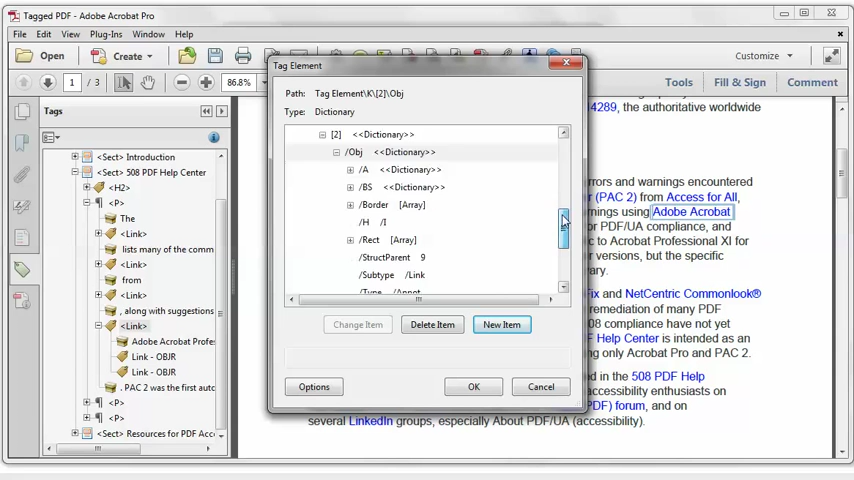 Tagged PDF - Adobe Acrobat Pro
File Edit View Plug-Ins Window Help
Open Create Customize
1 / 3 86.8% Tools Fill & Sign Comment
Tags
<Sect> Introduction
<Sect> 508 PDF Help Center
<H2>
<P>
The
<Link>
lists many of the comm
<Link>
from
<Link>
, along with suggestions
<Link>
Adobe Acrobat Profes
Link - OBJR
Link - OBJR
. PAC 2 was the first auto
<P>
<P>
<Sect> Resources for PDF Acc
Tag Element
Path: Tag Element\K\[2]\Obj
Type: Dictionary
[2] <<Dictionary>>
/Obj <<Dictionary>>
/A <<Dictionary>>
/BS <<Dictionary>>
/Border [Array]
/H /I
/Rect [Array]
/StructParent 9
/Subtype /Link
/Type /Annot
Change Item Delete Item New Item
Options OK Cancel
4289, the authoritative worldwide
errors and warnings encountered
r (PAC 2) from Access for All,
rnings using Adobe Acrobat
or PDF/UA compliance, and
ic to Acrobat Professional XI for
r versions, but the specific
vary.
Fix and NetCentric Commonlook®
remediation of many PDF
08 compliance have not yet
F Help Center is intended as an
ng only Acrobat Pro and PAC 2.
d in the 508 PDF Help
accessibility enthusiasts on
PDF) forum, and on
several LinkedIn groups, especially About PDF/UA (accessibility).